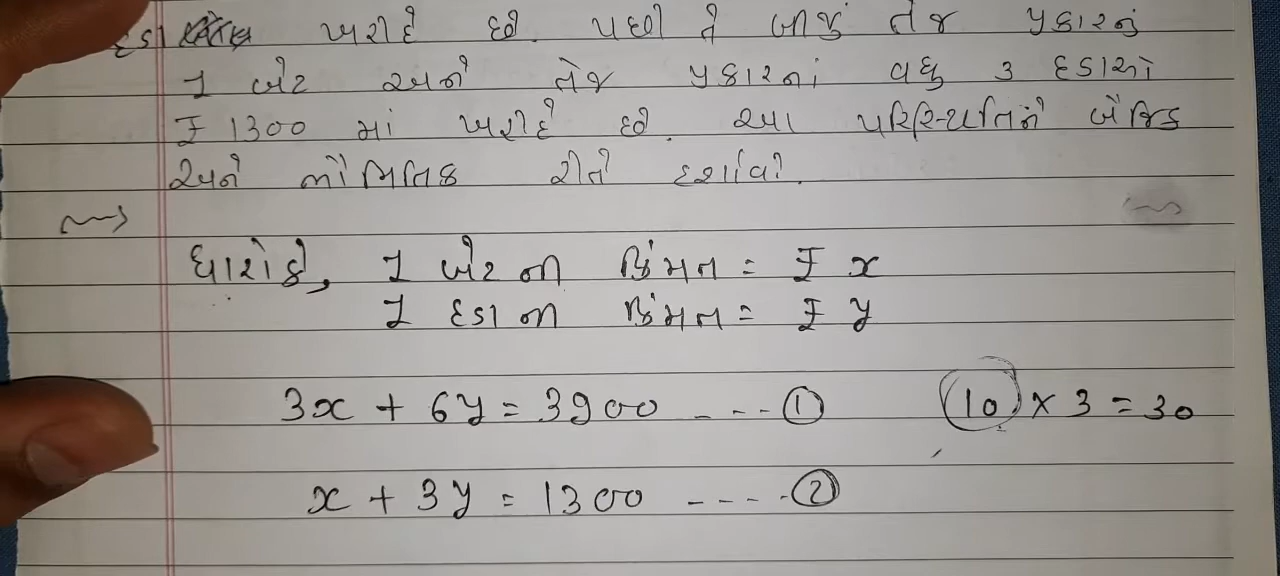 દડા ખરીદે છે. પછી તે બીજું તેજ પ્રકારનું
1 બેટ અને તેજ પ્રકારનાં વધુ 3 દડાઓ
₹ 1300 માં ખરીદે છે. આ પરિસ્થિતિને બૈજિક
અને ભૌમિતિક રીતે દર્શાવો.
ધારોકે, 1 બેટ ની કિંમત = ₹ x
1 દડા ની કિંમત = ₹ y
3x + 6y = 3900 --- ① (10) × 3 = 30
x + 3y = 1300 ---- ②